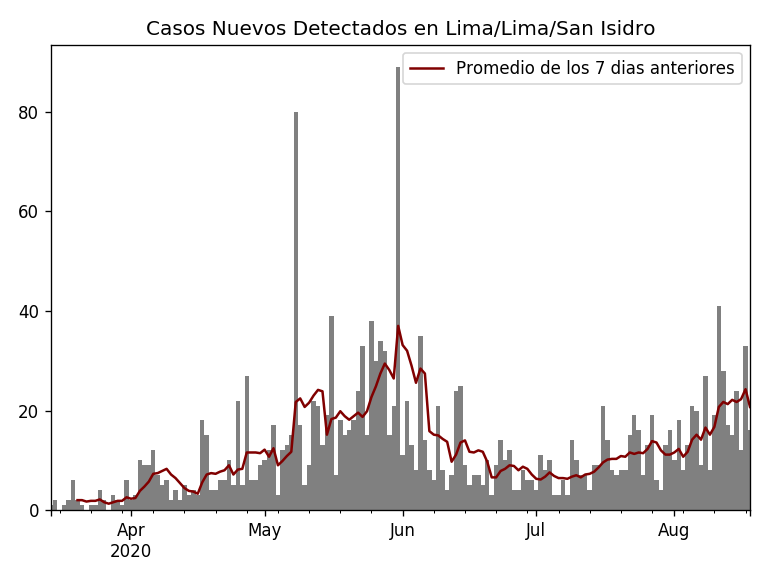 Casos Nuevos Detectados en Lima/Lima/San Isidro
Promedio de los 7 dias anteriores
80
60
40
20
0
Apr May Jun Jul Aug
2020